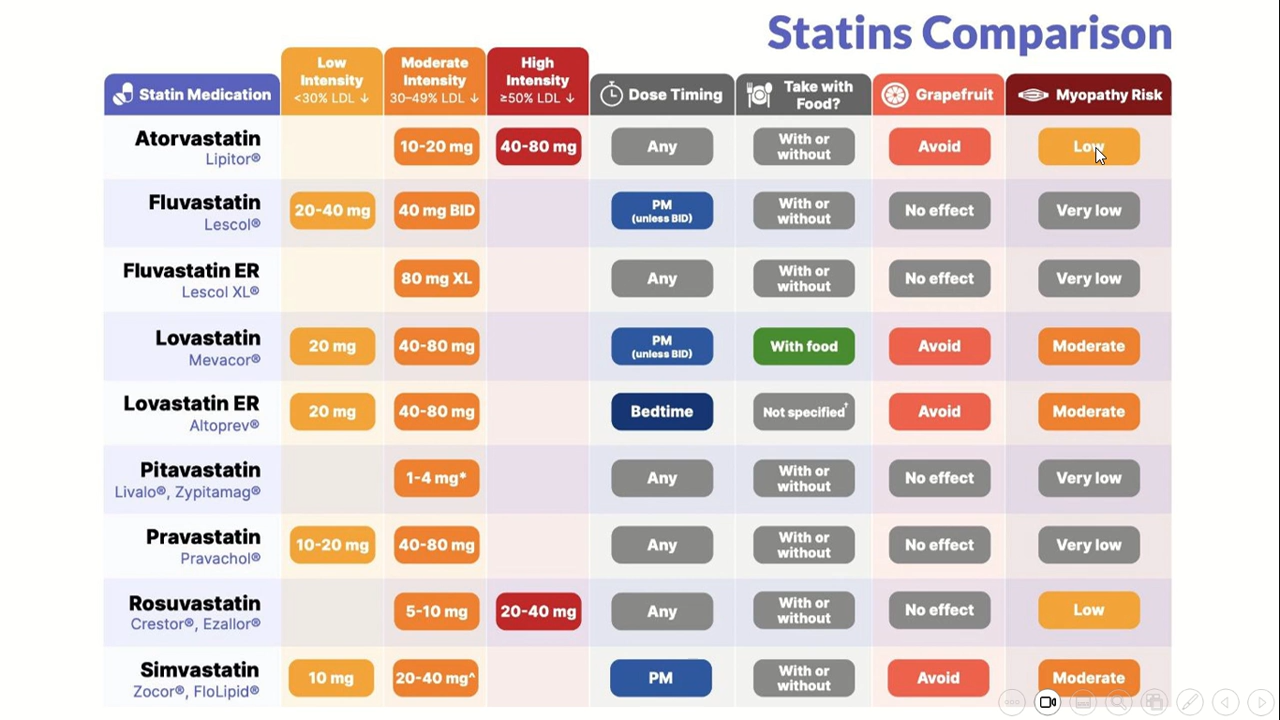 Statins Comparison
Statin Medication
Low
Intensity
<30% LDL ↓
Moderate
Intensity
30–49% LDL ↓
High
Intensity
≥50% LDL ↓
Dose Timing
Take with
Food?
Grapefruit
Myopathy Risk
Atorvastatin
Lipitor®
10-20 mg
40-80 mg
Any
With or
without
Avoid
Low
Fluvastatin
Lescol®
20-40 mg
40 mg BID
PM
(unless BID)
With or
without
No effect
Very low
Fluvastatin ER
Lescol XL®
80 mg XL
Any
With or
without
No effect
Very low
Lovastatin
Mevacor®
20 mg
40-80 mg
PM
(unless BID)
With food
Avoid
Moderate
Lovastatin ER
Altoprev®
20 mg
40-80 mg
Bedtime
Not specified†
Avoid
Moderate
Pitavastatin
Livalo®, Zypitamag®
1-4 mg*
Any
With or
without
No effect
Very low
Pravastatin
Pravachol®
10-20 mg
40-80 mg
Any
With or
without
No effect
Very low
Rosuvastatin
Crestor®, Ezallor®
5-10 mg
20-40 mg
Any
With or
without
No effect
Low
Simvastatin
Zocor®, FloLipid®
10 mg
20-40 mg^
PM
With or
without
Avoid
Moderate